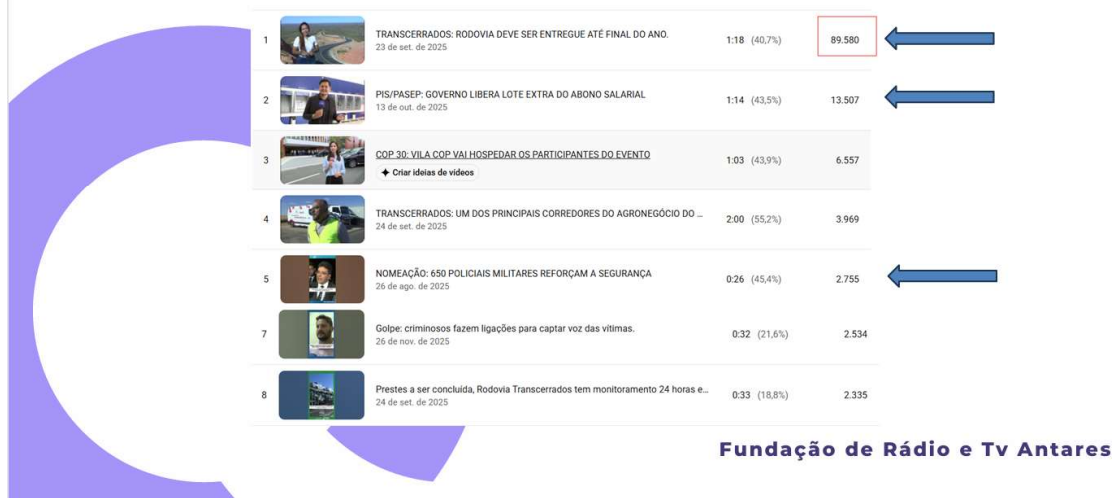 1
TRANSCERRADOS: RODOVIA DEVE SER ENTREGUE ATÉ FINAL DO ANO.
23 de set. de 2025
1:18 (40,7%)
89.580
2
PIS/PASEP: GOVERNO LIBERA LOTE EXTRA DO ABONO SALARIAL
13 de out. de 2025
1:14 (43,5%)
13.507
3
COP 30: VILA COP VAI HOSPEDAR OS PARTICIPANTES DO EVENTO
Criar ideias de vídeos
1:03 (43,9%)
6.557
4
TRANSCERRADOS: UM DOS PRINCIPAIS CORREDORES DO AGRONEGÓCIO DO ...
24 de set. de 2025
2:00 (55,2%)
3.969
5
NOMEAÇÃO: 650 POLICIAIS MILITARES REFORÇAM A SEGURANÇA
26 de ago. de 2025
0:26 (45,4%)
2.755
7
Golpe: criminosos fazem ligações para captar voz das vítimas.
26 de nov. de 2025
0:32 (21,6%)
2.534
8
Prestes a ser concluída, Rodovia Transcerrados tem monitoramento 24 horas e...
24 de set. de 2025
0:33 (18,8%)
2.335
Fundação de Rádio e Tv Antares